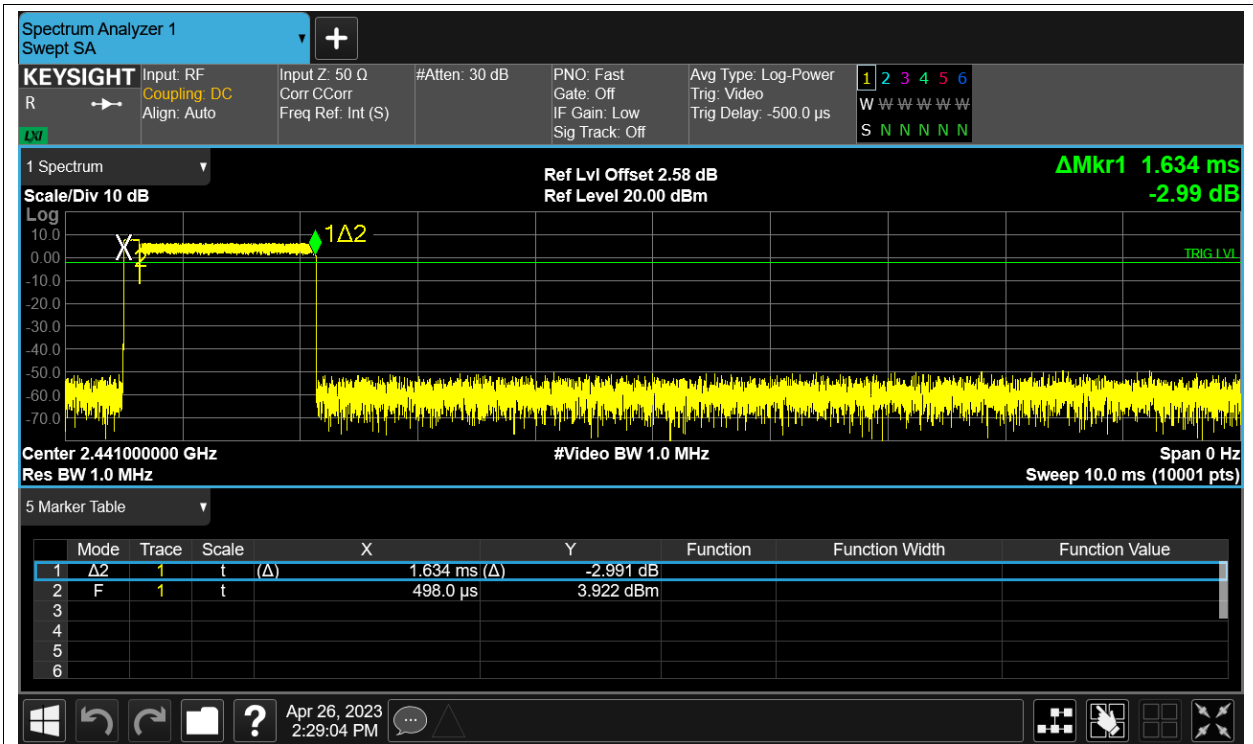 Spectrum Analyzer 1
Swept SA
KEYSIGHT Input: RF Input Z: 50 Ω #Atten: 30 dB PNO: Fast Avg Type: Log-Power 1 2 3 4 5 6
R Coupling: DC Corr CCorr Gate: Off Trig: Video W W W W W W
Align: Auto Freq Ref: Int (S) IF Gain: Low Trig Delay: -500.0 µs S N N N N N
LXI Sig Track: Off
1 Spectrum Ref Lvl Offset 2.58 dB ΔMkr1 1.634 ms
Scale/Div 10 dB Ref Level 20.00 dBm -2.99 dB
Log
10.0 X 1Δ2
0.00 2 TRIG LVL
-10.0
-20.0
-30.0
-40.0
-50.0
-60.0
-70.0
Center 2.441000000 GHz #Video BW 1.0 MHz Span 0 Hz
Res BW 1.0 MHz Sweep 10.0 ms (10001 pts)
5 Marker Table
Mode Trace Scale X Y Function Function Width Function Value
1 Δ2 1 t (Δ) 1.634 ms (Δ) -2.991 dB
2 F 1 t 498.0 µs 3.922 dBm
3
4
5
6
? Apr 26, 2023
2:29:04 PM